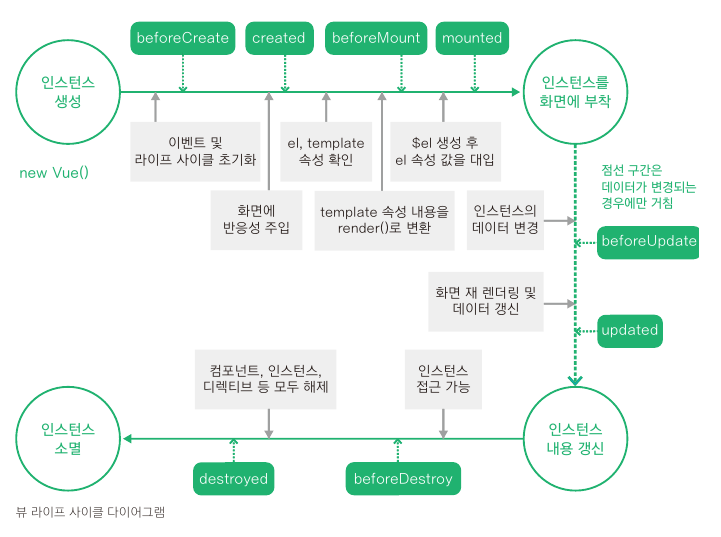 beforeCreate
created
beforeMount
mounted
인스턴스
생성
인스턴스를
화면에 부착
이벤트 및
라이프 사이클 초기화
el, template
속성 확인
$el 생성 후
el 속성 값을 대입
new Vue()
화면에
반응성 주입
template 속성 내용을
render()로 변환
인스턴스의
데이터 변경
점선 구간은
데이터가 변경되는
경우에만 거침
beforeUpdate
화면 재 렌더링 및
데이터 갱신
updated
컴포넌트, 인스턴스,
디렉티브 등 모두 해제
인스턴스
접근 가능
인스턴스
소멸
인스턴스
내용 갱신
destroyed
beforeDestroy
뷰 라이프 사이클 다이어그램